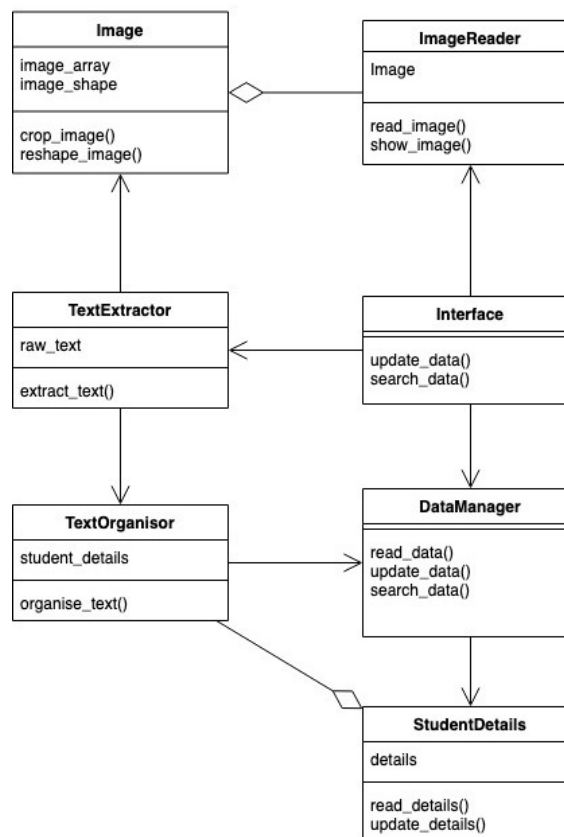 Image
image_array
image_shape
crop_image()
reshape_image()
ImageReader
Image
read_image()
show_image()
TextExtractor
raw_text
extract_text()
Interface
update_data()
search_data()
TextOrganisor
student_details
organise_text()
DataManager
read_data()
update_data()
search_data()
StudentDetails
details
read_details()
update_details()